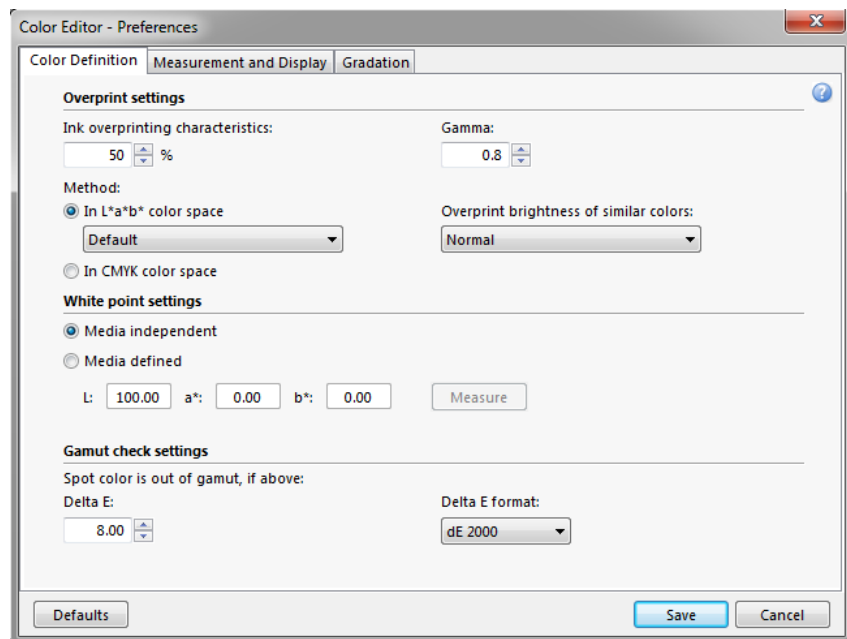 Color Editor - Preferences
x
Color Definition Measurement and Display Gradation
Overprint settings
?
Ink overprinting characteristics: Gamma:
50 % 0.8
Method:
In L*a*b* color space Overprint brightness of similar colors:
Default Normal
In CMYK color space
White point settings
Media independent
Media defined
L: 100.00 a*: 0.00 b*: 0.00 Measure
Gamut check settings
Spot color is out of gamut, if above:
Delta E: Delta E format:
8.00 dE 2000
Defaults Save Cancel